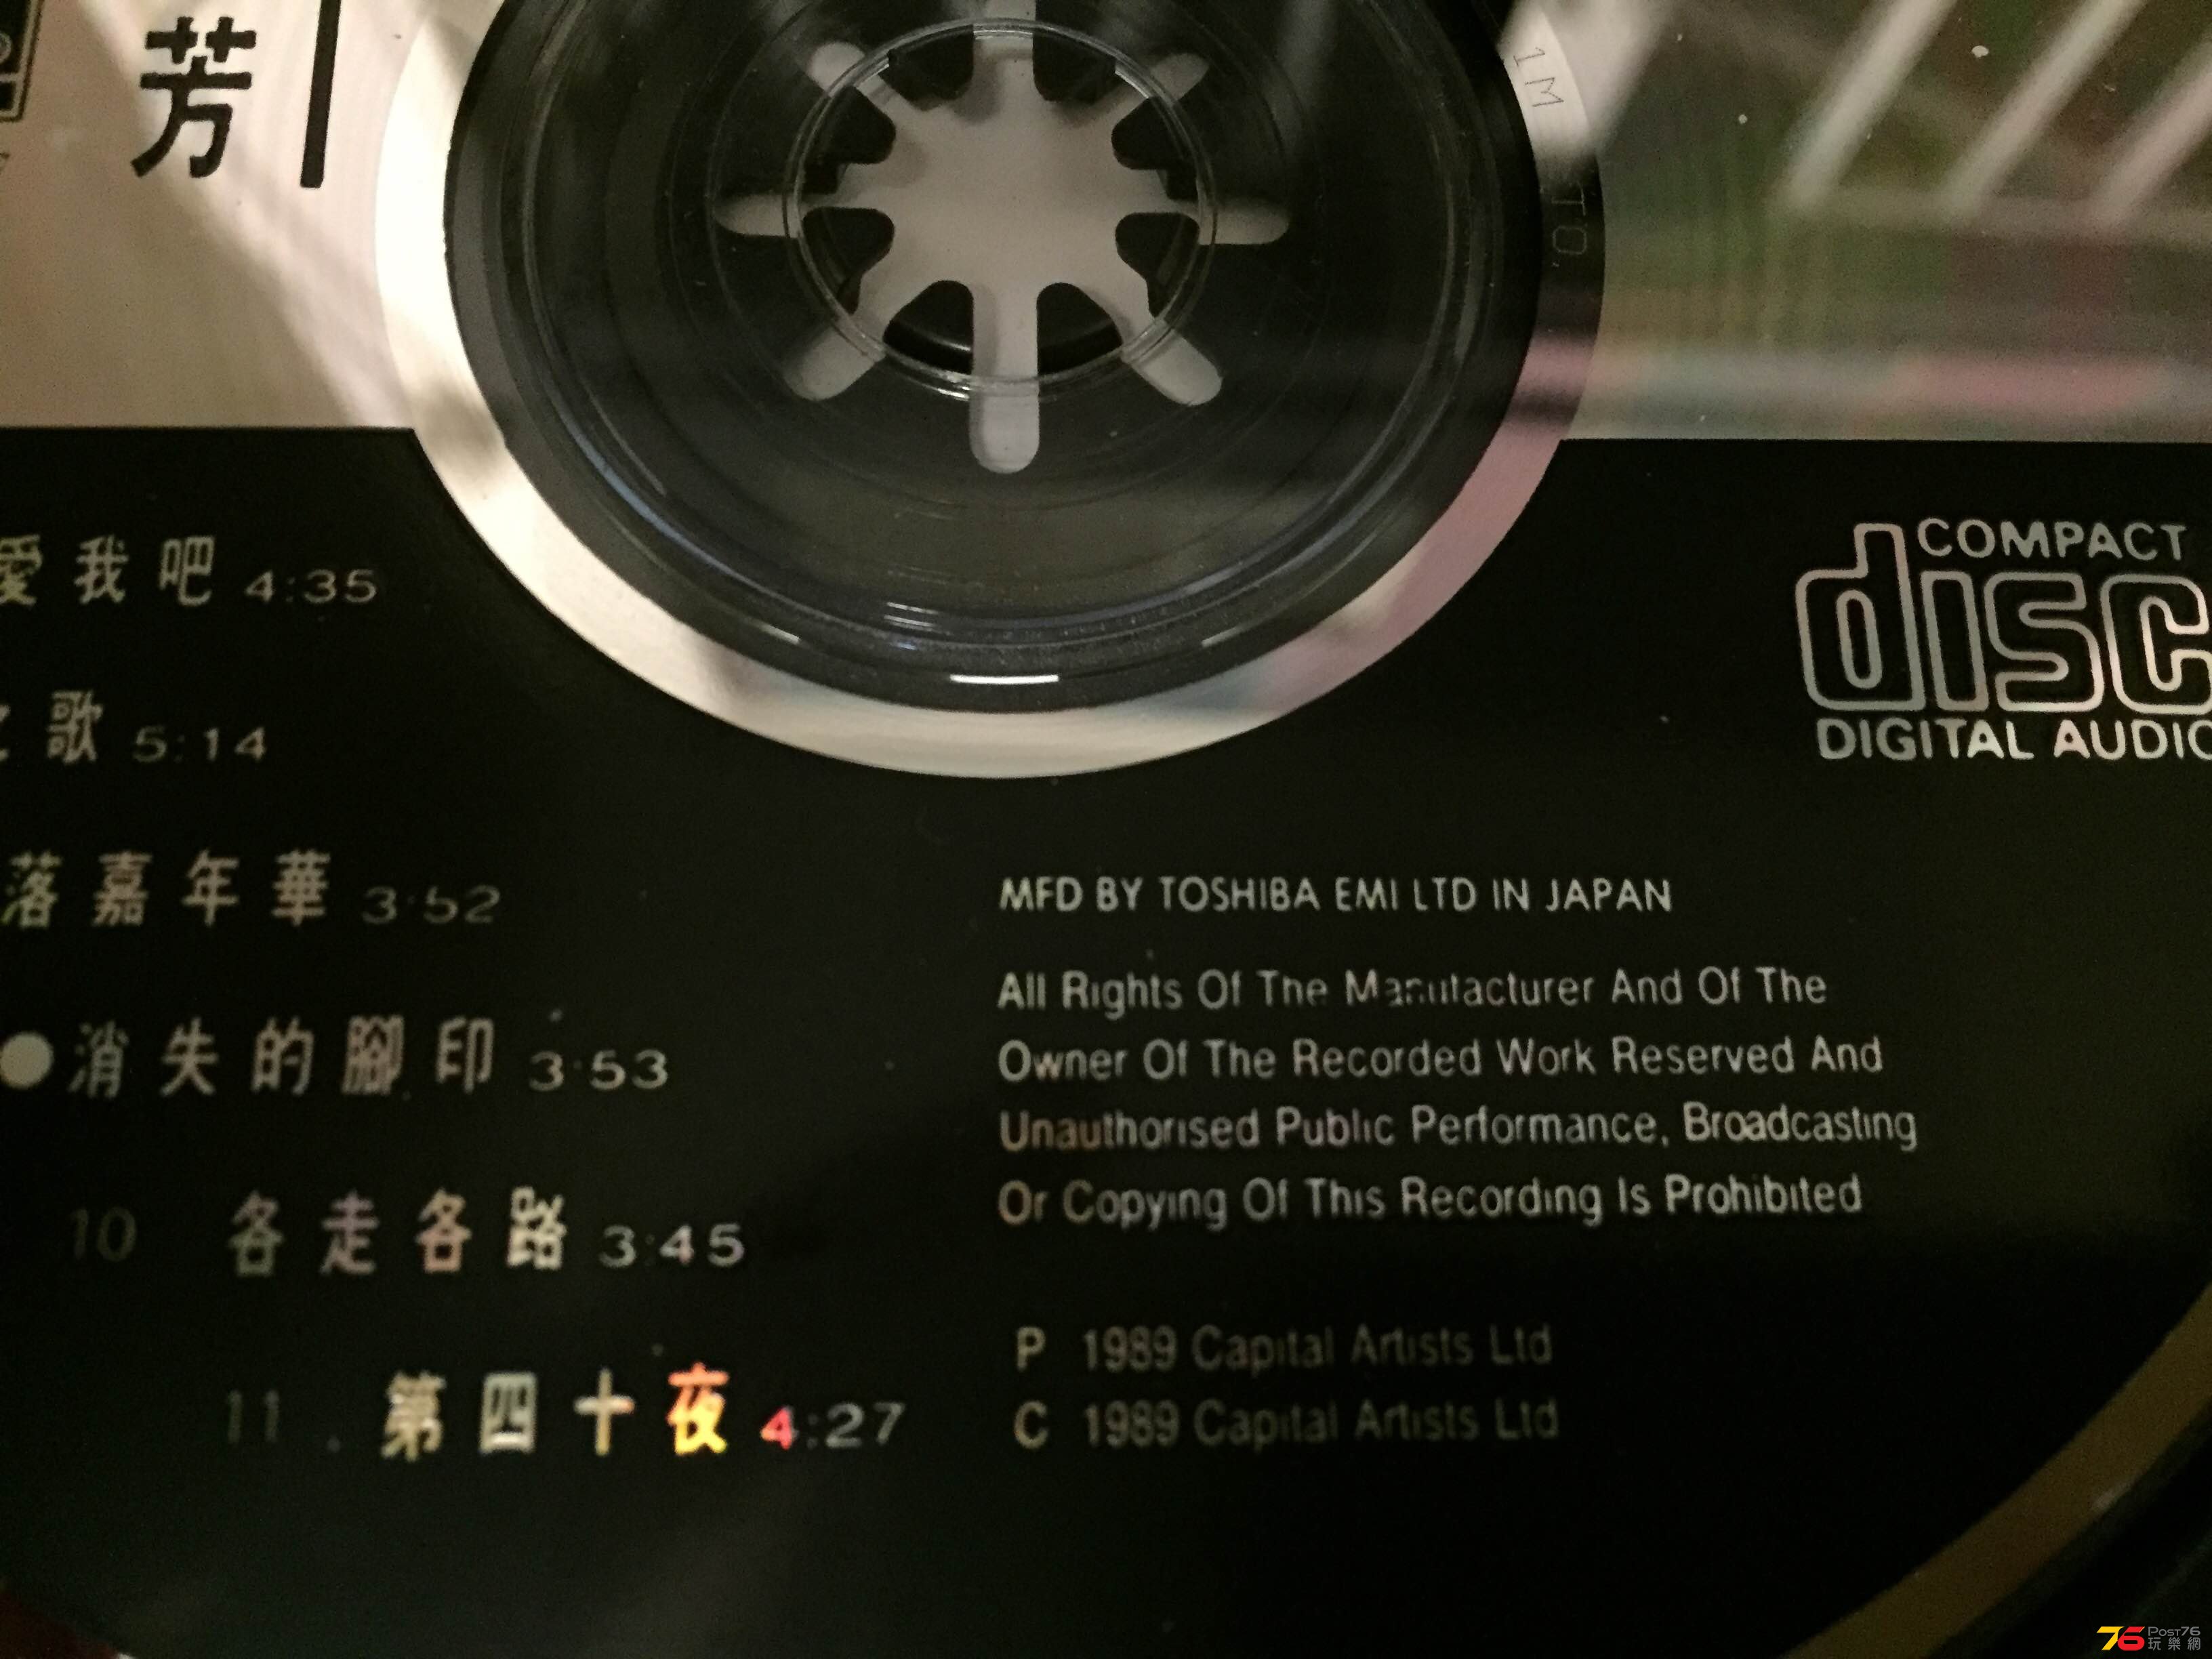 芳
1M
TO.
COMPACT
disc
DIGITAL AUDIO
愛我吧 4:35
歌 5:14
落嘉年華 3:52
●消失的腳印 3:53
10 各走各路 3:45
11. 第四十夜 4:27
MFD BY TOSHIBA EMI LTD IN JAPAN
All Rights Of The Manufacturer And Of The
Owner Of The Recorded Work Reserved And
Unauthorised Public Performance, Broadcasting
Or Copying Of This Recording Is Prohibited
P 1989 Capital Artists Ltd
C 1989 Capital Artists Ltd
76 Post76
玩樂網